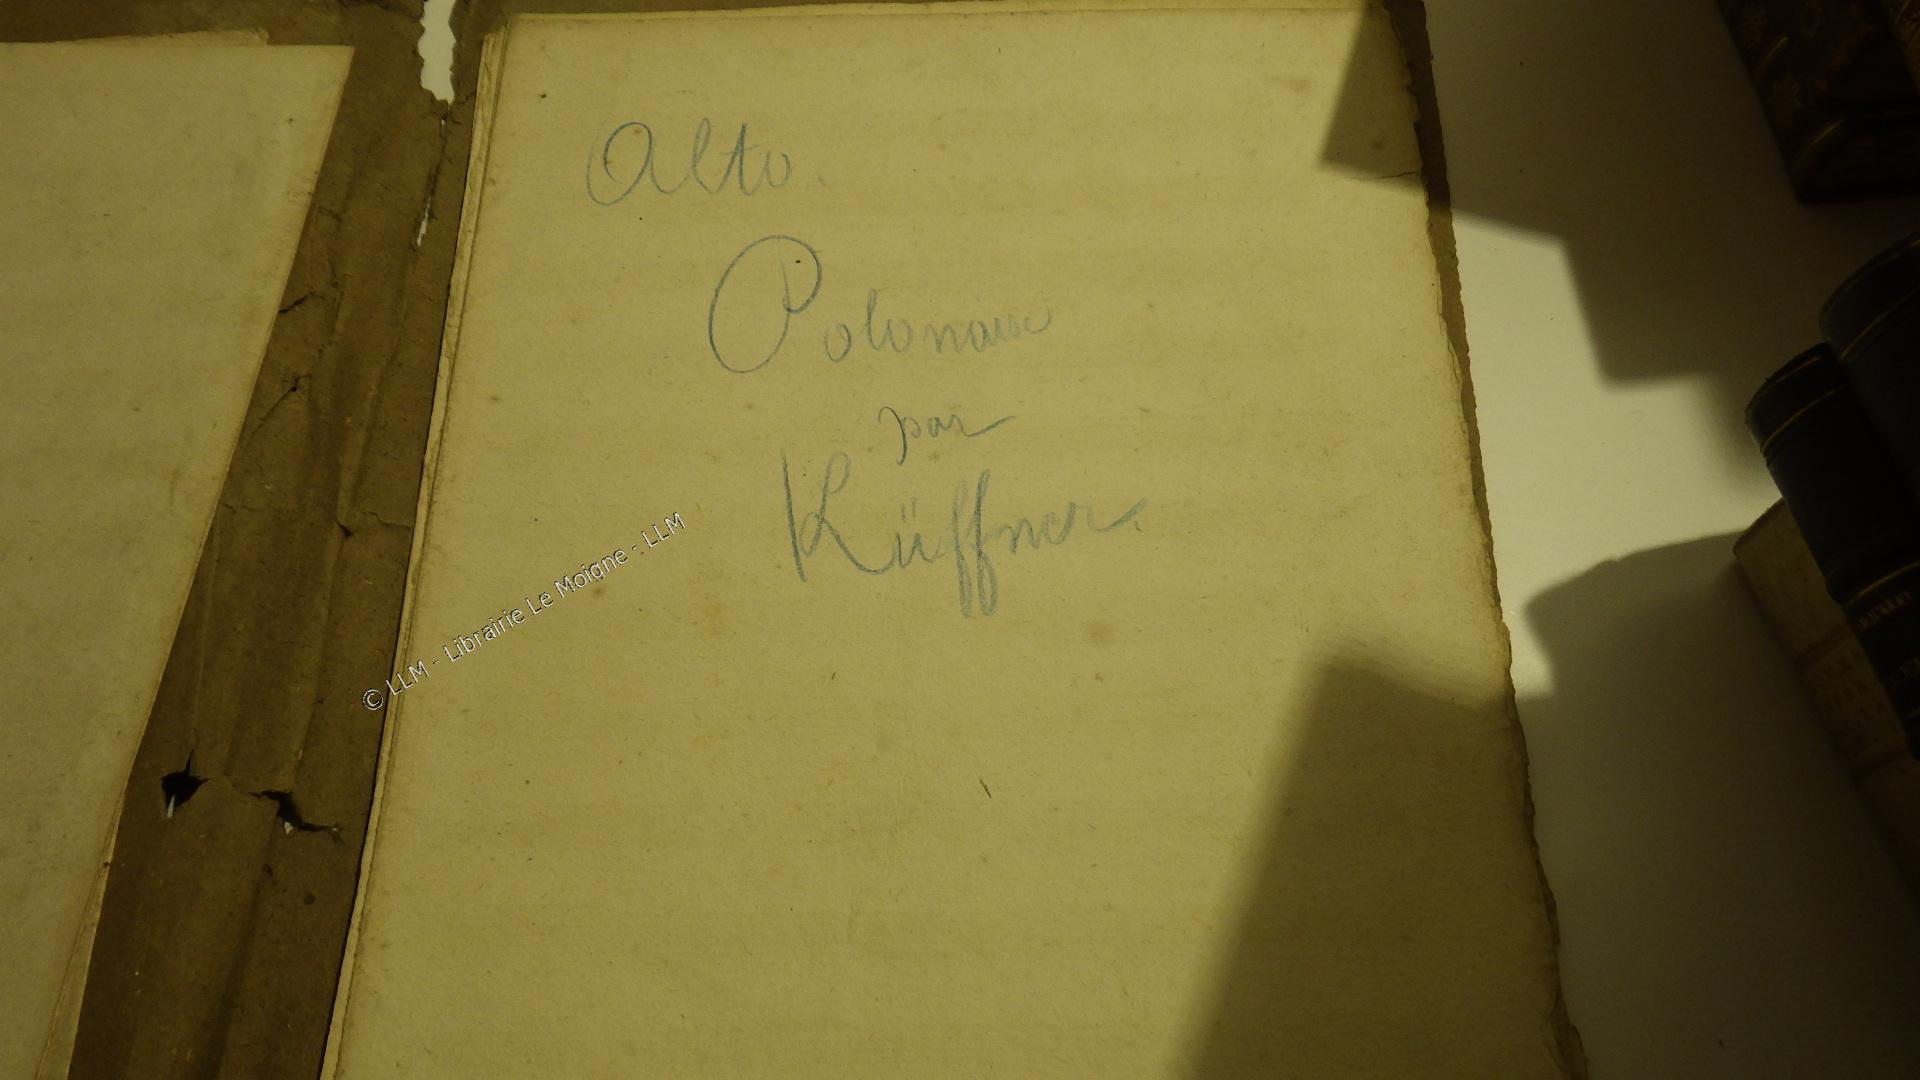 Alto.
Polonaise
par
Küffner.
© LLM - Librairie Le Moigne - LLM